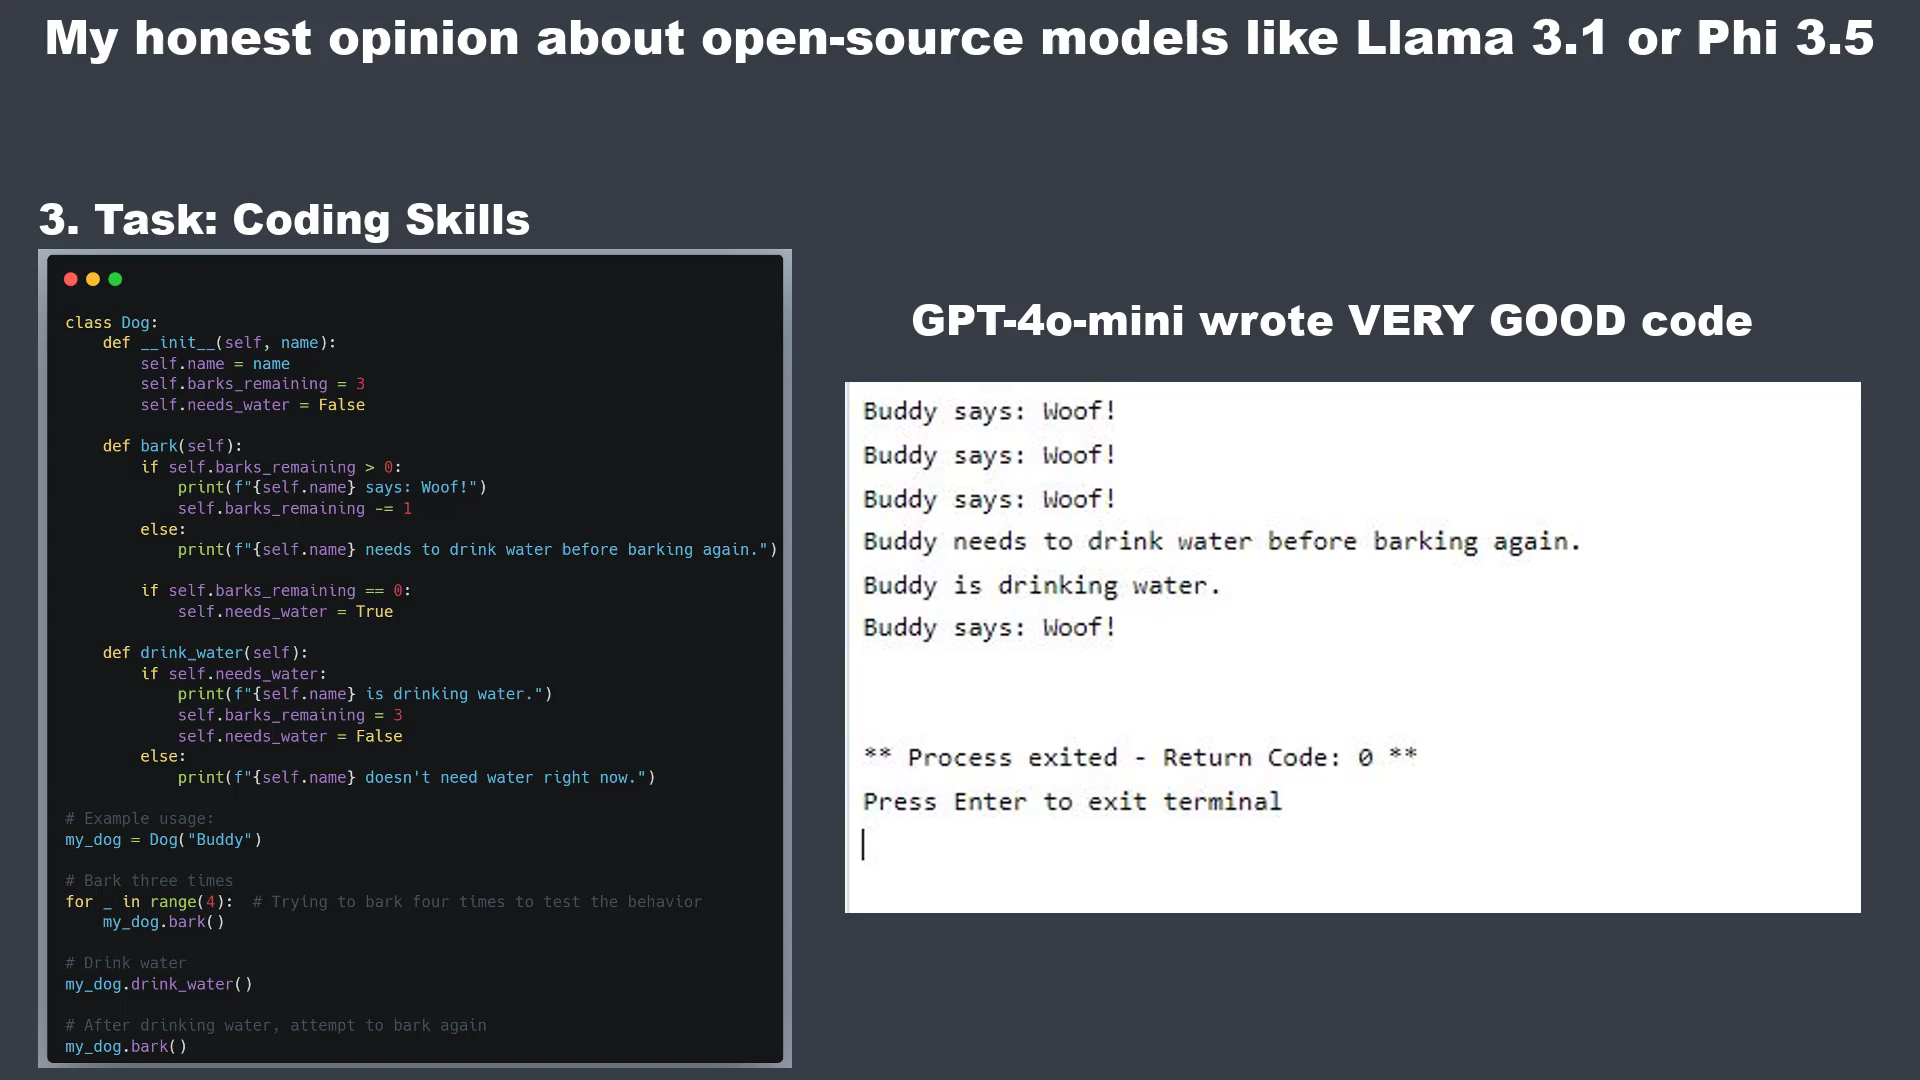 My honest opinion about open-source models like Llama 3.1 or Phi 3.5
3. Task: Coding Skills
class Dog:
    def __init__(self, name):
        self.name = name
        self.barks_remaining = 3
        self.needs_water = False
    def bark(self):
        if self.barks_remaining > 0:
            print(f"{self.name} says: Woof!")
            self.barks_remaining -= 1
        else:
            print(f"{self.name} needs to drink water before barking again.")
        if self.barks_remaining == 0:
            self.needs_water = True
    def drink_water(self):
        if self.needs_water:
            print(f"{self.name} is drinking water.")
            self.barks_remaining = 3
            self.needs_water = False
        else:
            print(f"{self.name} doesn't need water right now.")
# Example usage:
my_dog = Dog("Buddy")
# Bark three times
for _ in range(4):  # Trying to bark four times to test the behavior
    my_dog.bark()
# Drink water
my_dog.drink_water()
# After drinking water, attempt to bark again
my_dog.bark()
GPT-4o-mini wrote VERY GOOD code
Buddy says: Woof!
Buddy says: Woof!
Buddy says: Woof!
Buddy needs to drink water before barking again.
Buddy is drinking water.
Buddy says: Woof!
** Process exited - Return Code: 0 **
Press Enter to exit terminal